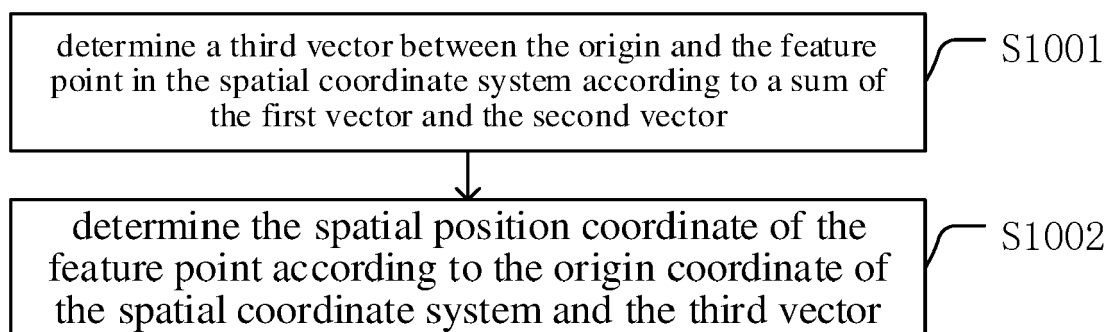 determine a third vector between the origin and the feature
point in the spatial coordinate system according to a sum of
the first vector and the second vector
S1001
determine the spatial position coordinate of the
feature point according to the origin coordinate of
the spatial coordinate system and the third vector
S1002